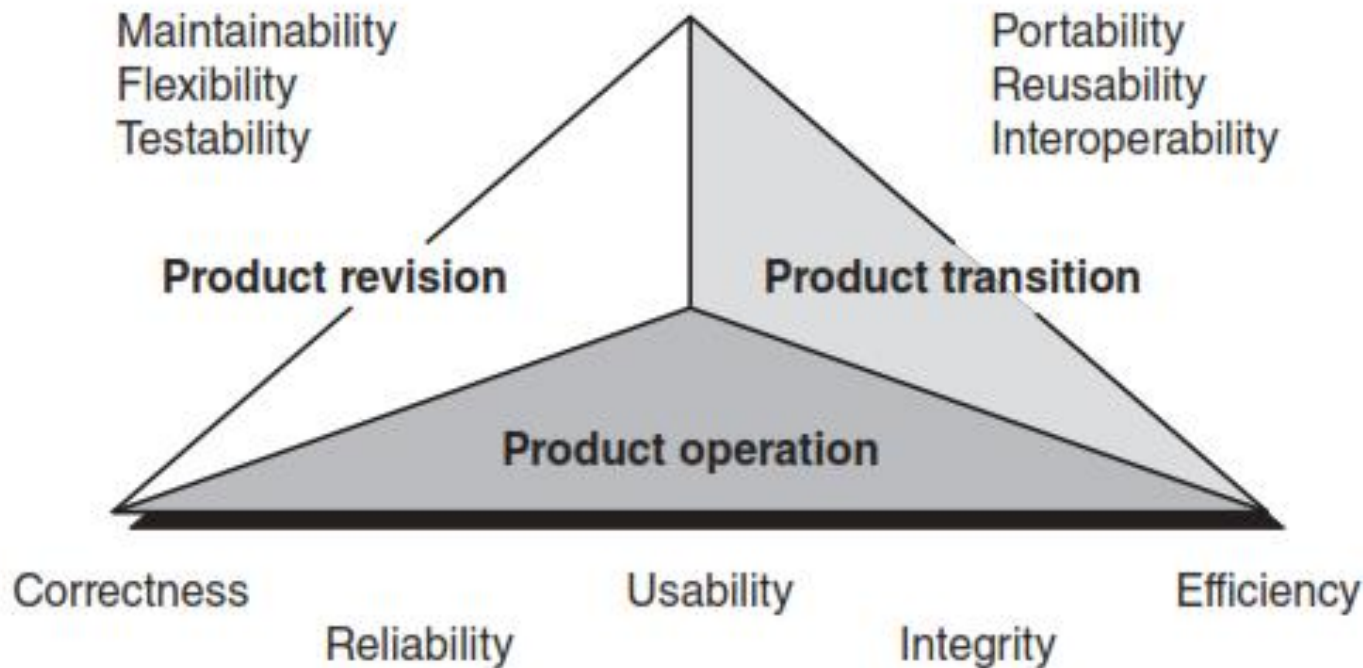 Maintainability
Flexibility
Testability
Portability
Reusability
Interoperability
Product revision
Product transition
Product operation
Correctness
Usability
Efficiency
Reliability
Integrity